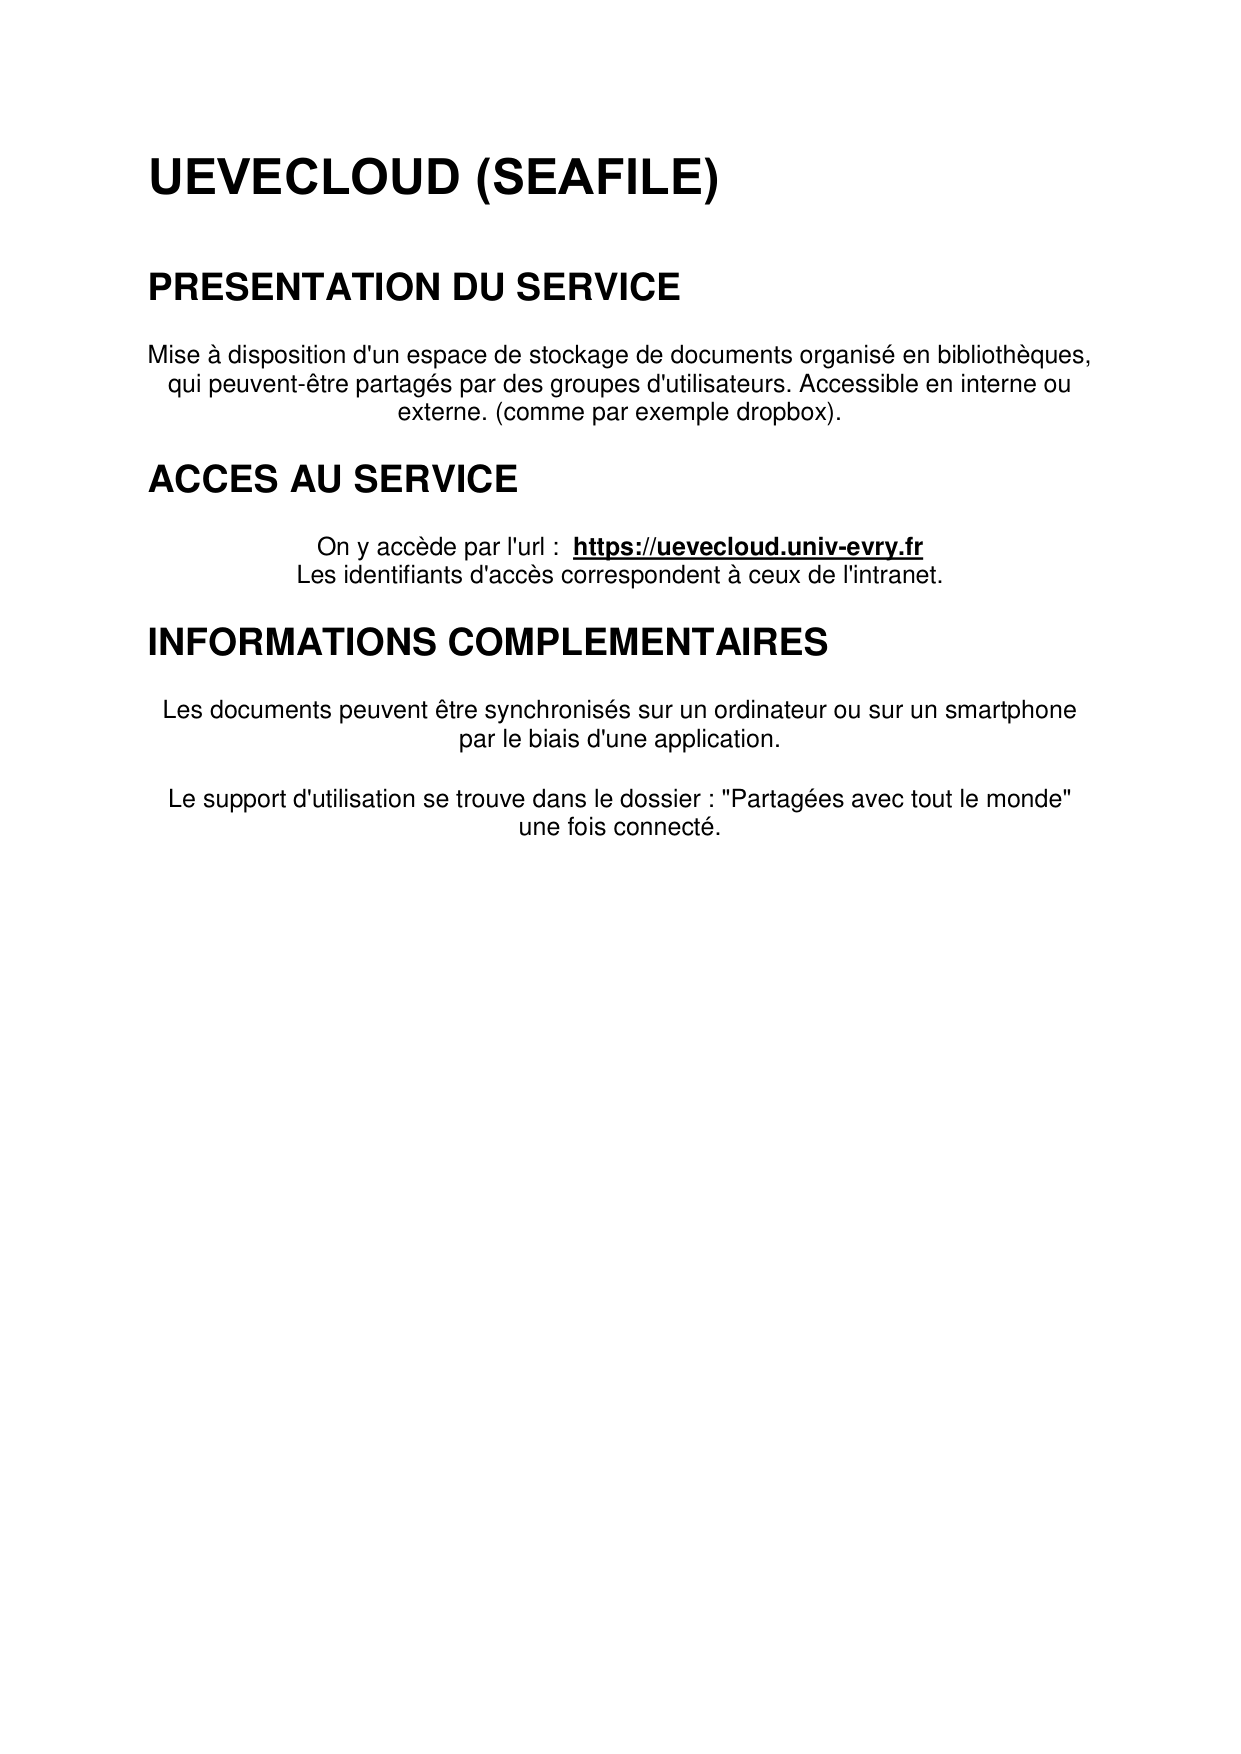 UEVECLOUD (SEAFILE)
PRESENTATION DU SERVICE
Mise à disposition d'un espace de stockage de documents organisé en bibliothèques,
qui peuvent-être partagés par des groupes d'utilisateurs. Accessible en interne ou
externe. (comme par exemple dropbox).
ACCES AU SERVICE
On y accède par l'url :  https://uevecloud.univ-evry.fr
Les identifiants d'accès correspondent à ceux de l'intranet.
INFORMATIONS COMPLEMENTAIRES
Les documents peuvent être synchronisés sur un ordinateur ou sur un smartphone
par le biais d'une application.
Le support d'utilisation se trouve dans le dossier : "Partagées avec tout le monde"
une fois connecté.